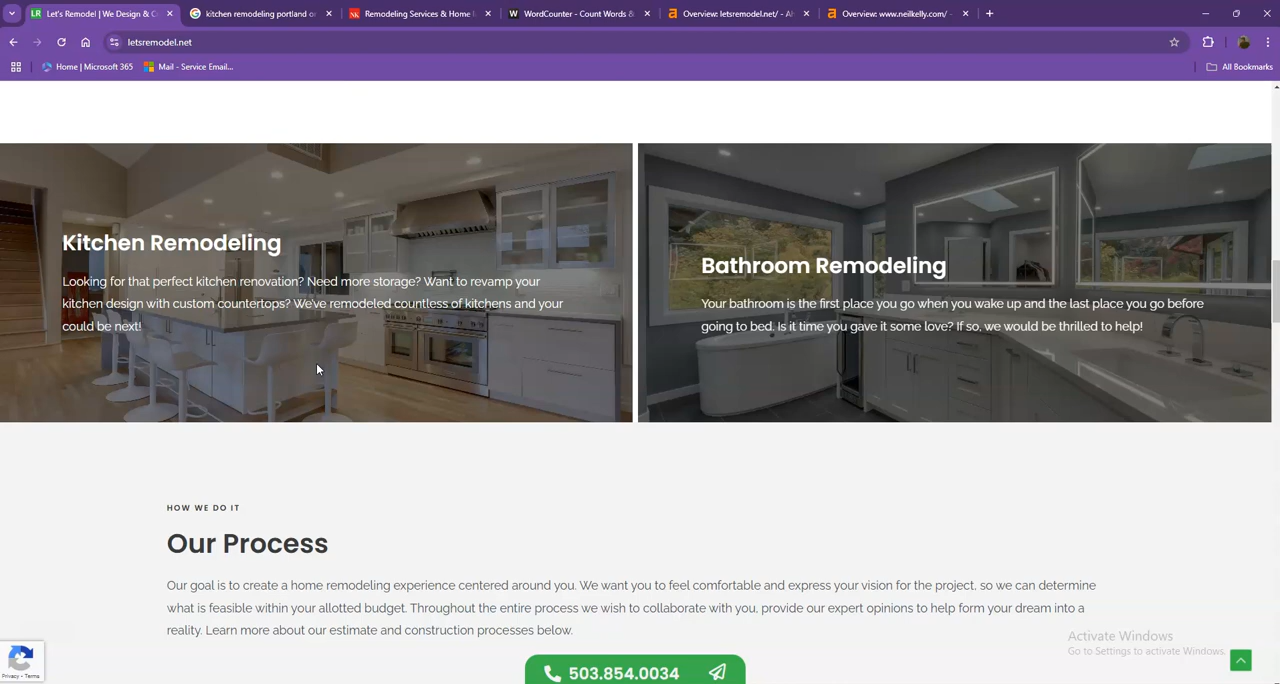 Let's Remodel | We Design & C
kitchen remodeling portland or
Remodeling Services & Home
WordCounter - Count Words &
Overview: letsremodel.net/ - Ah
Overview: www.neilkelly.com/ -
letsremodel.net
Home | Microsoft 365
Mail - Service Email...
All Bookmarks
Kitchen Remodeling
Looking for that perfect kitchen renovation? Need more storage? Want to revamp your
kitchen design with custom countertops? We've remodeled countless of kitchens and your
could be next!
Bathroom Remodeling
Your bathroom is the first place you go when you wake up and the last place you go before
going to bed. Is it time you gave it some love? If so, we would be thrilled to help!
HOW WE DO IT
Our Process
Our goal is to create a home remodeling experience centered around you. We want you to feel comfortable and express your vision for the project, so we can determine
what is feasible within your allotted budget. Throughout the entire process we wish to collaborate with you, provide our expert opinions to help form your dream into a
reality. Learn more about our estimate and construction processes below.
503.854.0034
Privacy - Terms
Activate Windows
Go to Settings to activate Windows.